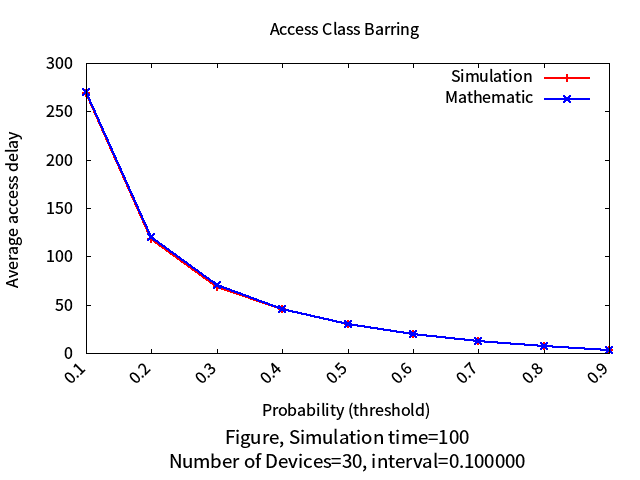 Access Class Barring
300
250
200
150
100
50
0
Average access delay
Simulation
Mathematic
0.1
0.2
0.3
0.4
0.5
0.6
0.7
0.8
0.9
Probability (threshold)
Figure, Simulation time=100
Number of Devices=30, interval=0.100000